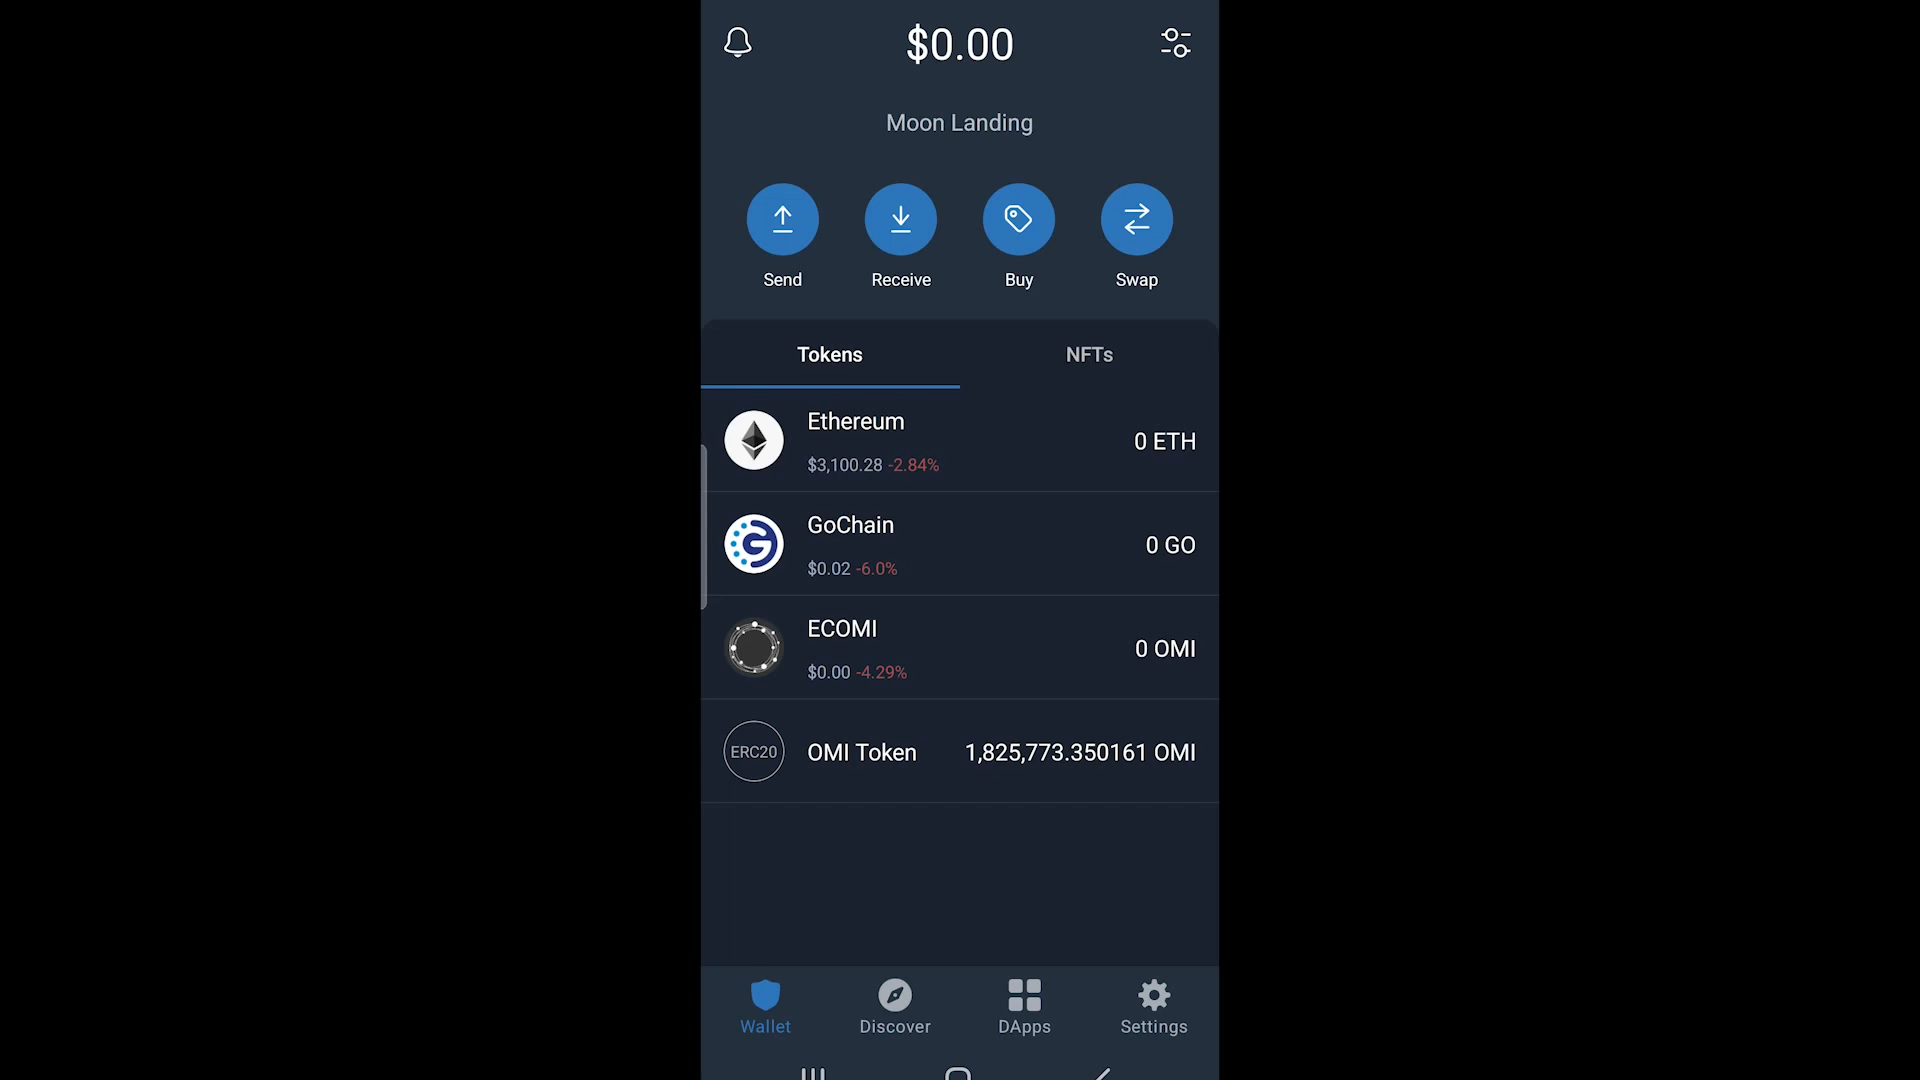 $0.00
Moon Landing
Send Receive Buy Swap
Tokens NFTs
Ethereum
0 ETH
$3,100.28 -2.84%
GoChain
0 GO
$0.02 -6.0%
ECOMI
0 OMI
$0.00 -4.29%
ERC20 OMI Token 1,825,773.350161 OMI
Wallet Discover DApps Settings